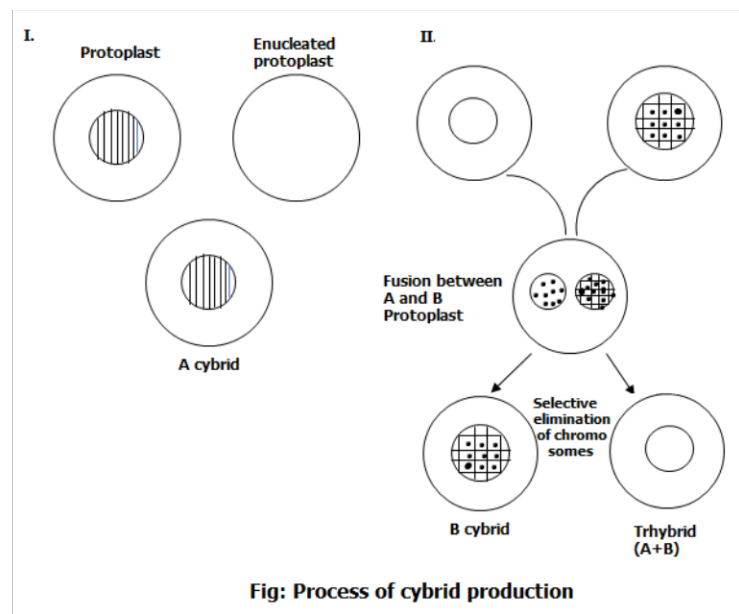 I.
Protoplast
Enucleated
protoplast
A cybrid
II.
Fusion between
A and B
Protoplast
Selective
elimination
of chromo
somes
B cybrid
Trhybrid
(A+B)
Fig: Process of cybrid production